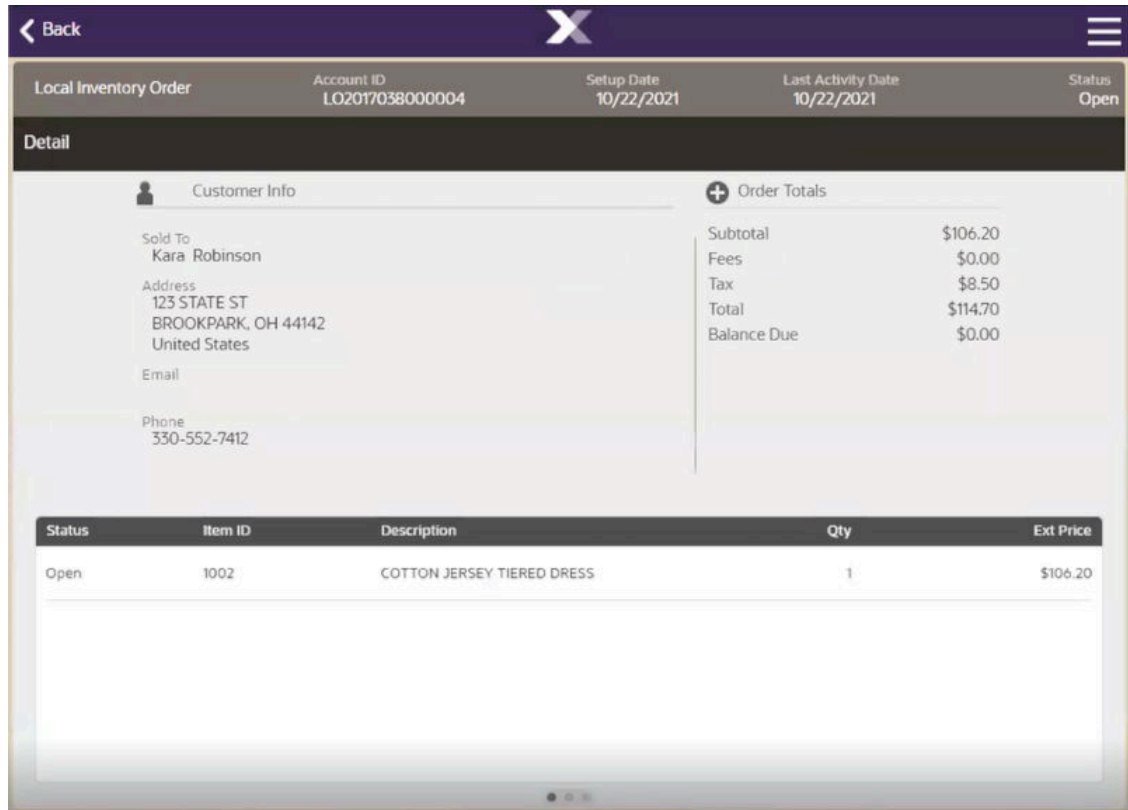 Back
Local Inventory Order
Account ID
LO2017038000004
Setup Date
10/22/2021
Last Activity Date
10/22/2021
Status
Open
Detail
Customer Info
Sold To
Kara Robinson
Address
123 STATE ST
BROOKPARK, OH 44142
United States
Email
Phone
330-552-7412
Order Totals
Subtotal $106.20
Fees $0.00
Tax $8.50
Total $114.70
Balance Due $0.00
Status Item ID Description Qty Ext Price
Open 1002 COTTON JERSEY TIERED DRESS 1 $106.20